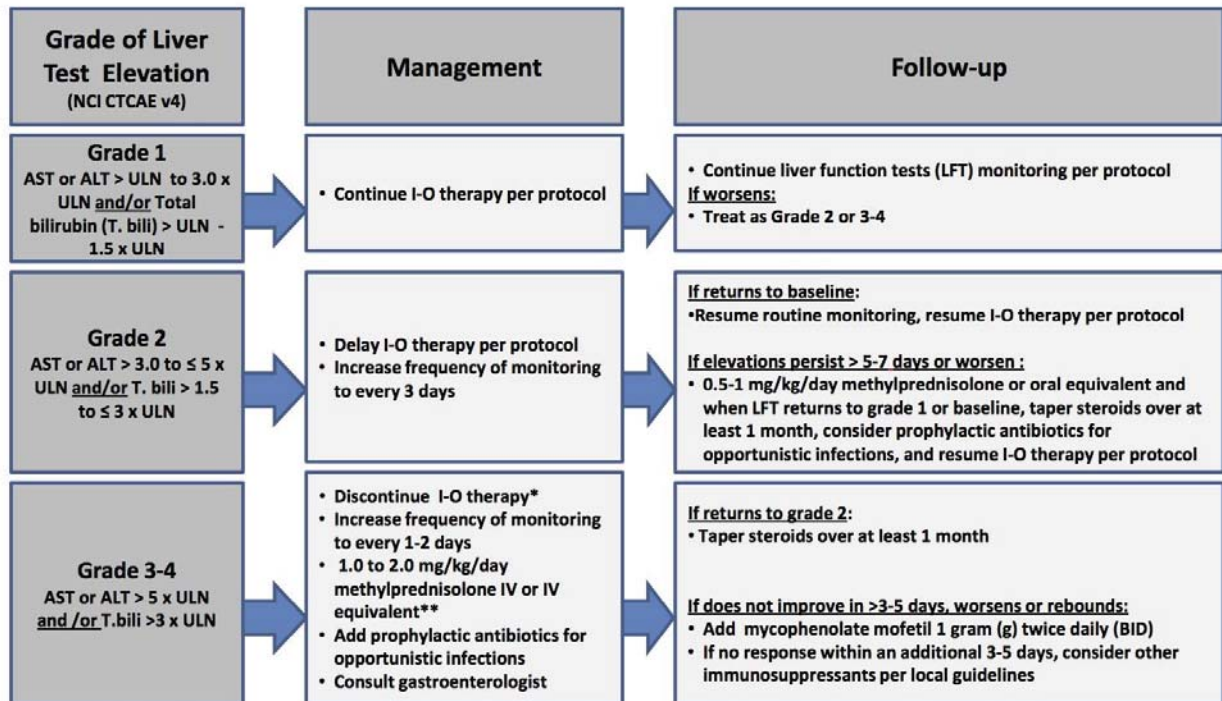 Grade of Liver
Test Elevation
(NCI CTCAE v4)
Management
Follow-up
Grade 1
AST or ALT > ULN to 3.0 x
ULN and/or Total
bilirubin (T. bili) > ULN -
1.5 x ULN
• Continue I-O therapy per protocol
• Continue liver function tests (LFT) monitoring per protocol
If worsens:
• Treat as Grade 2 or 3-4
Grade 2
AST or ALT > 3.0 to ≤ 5 x
ULN and/or T. bili > 1.5
to ≤ 3 x ULN
• Delay I-O therapy per protocol
• Increase frequency of monitoring
to every 3 days
If returns to baseline:
•Resume routine monitoring, resume I-O therapy per protocol
If elevations persist > 5-7 days or worsen :
• 0.5-1 mg/kg/day methylprednisolone or oral equivalent and
when LFT returns to grade 1 or baseline, taper steroids over at
least 1 month, consider prophylactic antibiotics for
opportunistic infections, and resume I-O therapy per protocol
Grade 3-4
AST or ALT > 5 x ULN
and /or T.bili >3 x ULN
• Discontinue I-O therapy*
• Increase frequency of monitoring
to every 1-2 days
• 1.0 to 2.0 mg/kg/day
methylprednisolone IV or IV
equivalent**
• Add prophylactic antibiotics for
opportunistic infections
• Consult gastroenterologist
If returns to grade 2:
• Taper steroids over at least 1 month
If does not improve in >3-5 days, worsens or rebounds:
• Add mycophenolate mofetil 1 gram (g) twice daily (BID)
• If no response within an additional 3-5 days, consider other
immunosuppressants per local guidelines